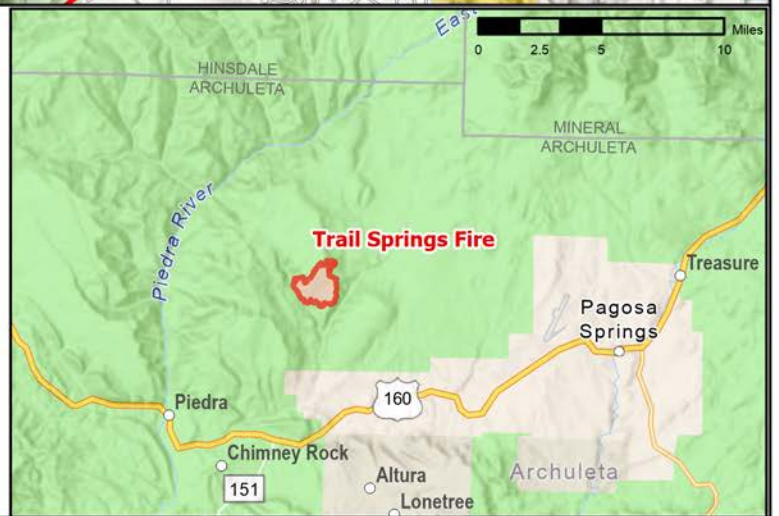 East
Miles
0 2.5 5 10
HINSDALE
ARCHULETA
MINERAL
ARCHULETA
Piedra River
Trail Springs Fire
Treasure
Pagosa
Springs
160
Piedra
Chimney Rock
151
Altura
Archuleta
Lonetree